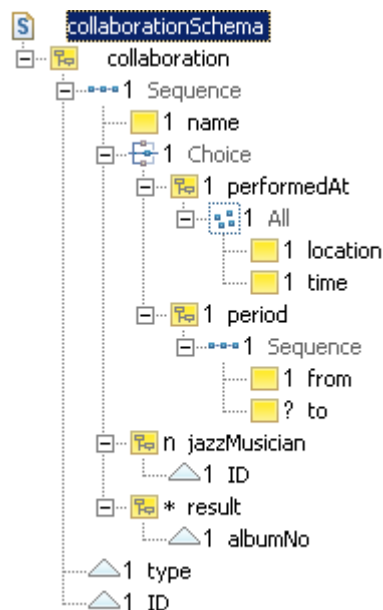 S collaborationSchema
collaboration
1 Sequence
1 name
1 Choice
1 performedAt
1 All
1 location
1 time
1 period
1 Sequence
1 from
? to
n jazzMusician
1 ID
* result
1 albumNo
1 type
1 ID